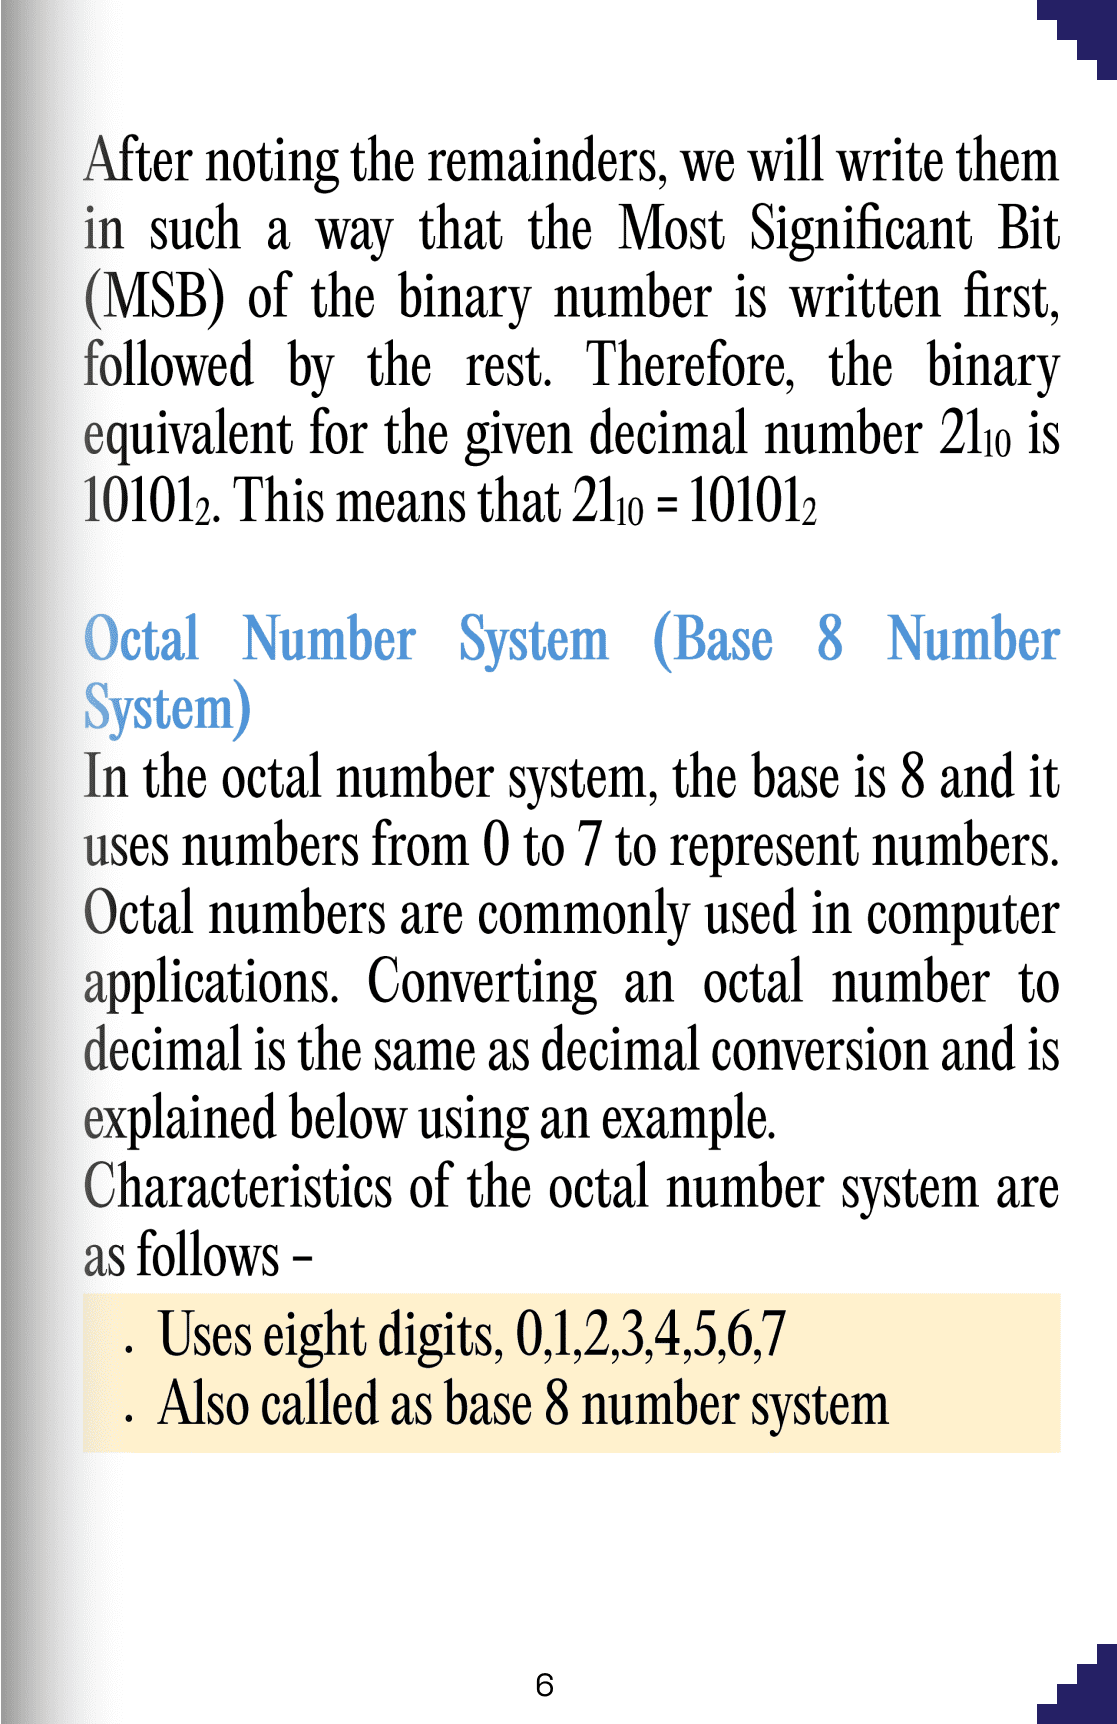 After noting the remainders, we will write them
in such a way that the Most Significant Bit
(MSB) of the binary number is written first,
followed by the rest. Therefore, the binary
equivalent for the given decimal number 21₁₀ is
10101₂. This means that 21₁₀ = 10101₂
Octal Number System (Base 8 Number
System)
In the octal number system, the base is 8 and it
uses numbers from 0 to 7 to represent numbers.
Octal numbers are commonly used in computer
applications. Converting an octal number to
decimal is the same as decimal conversion and is
explained below using an example.
Characteristics of the octal number system are
as follows –
. Uses eight digits, 0,1,2,3,4,5,6,7
. Also called as base 8 number system
6